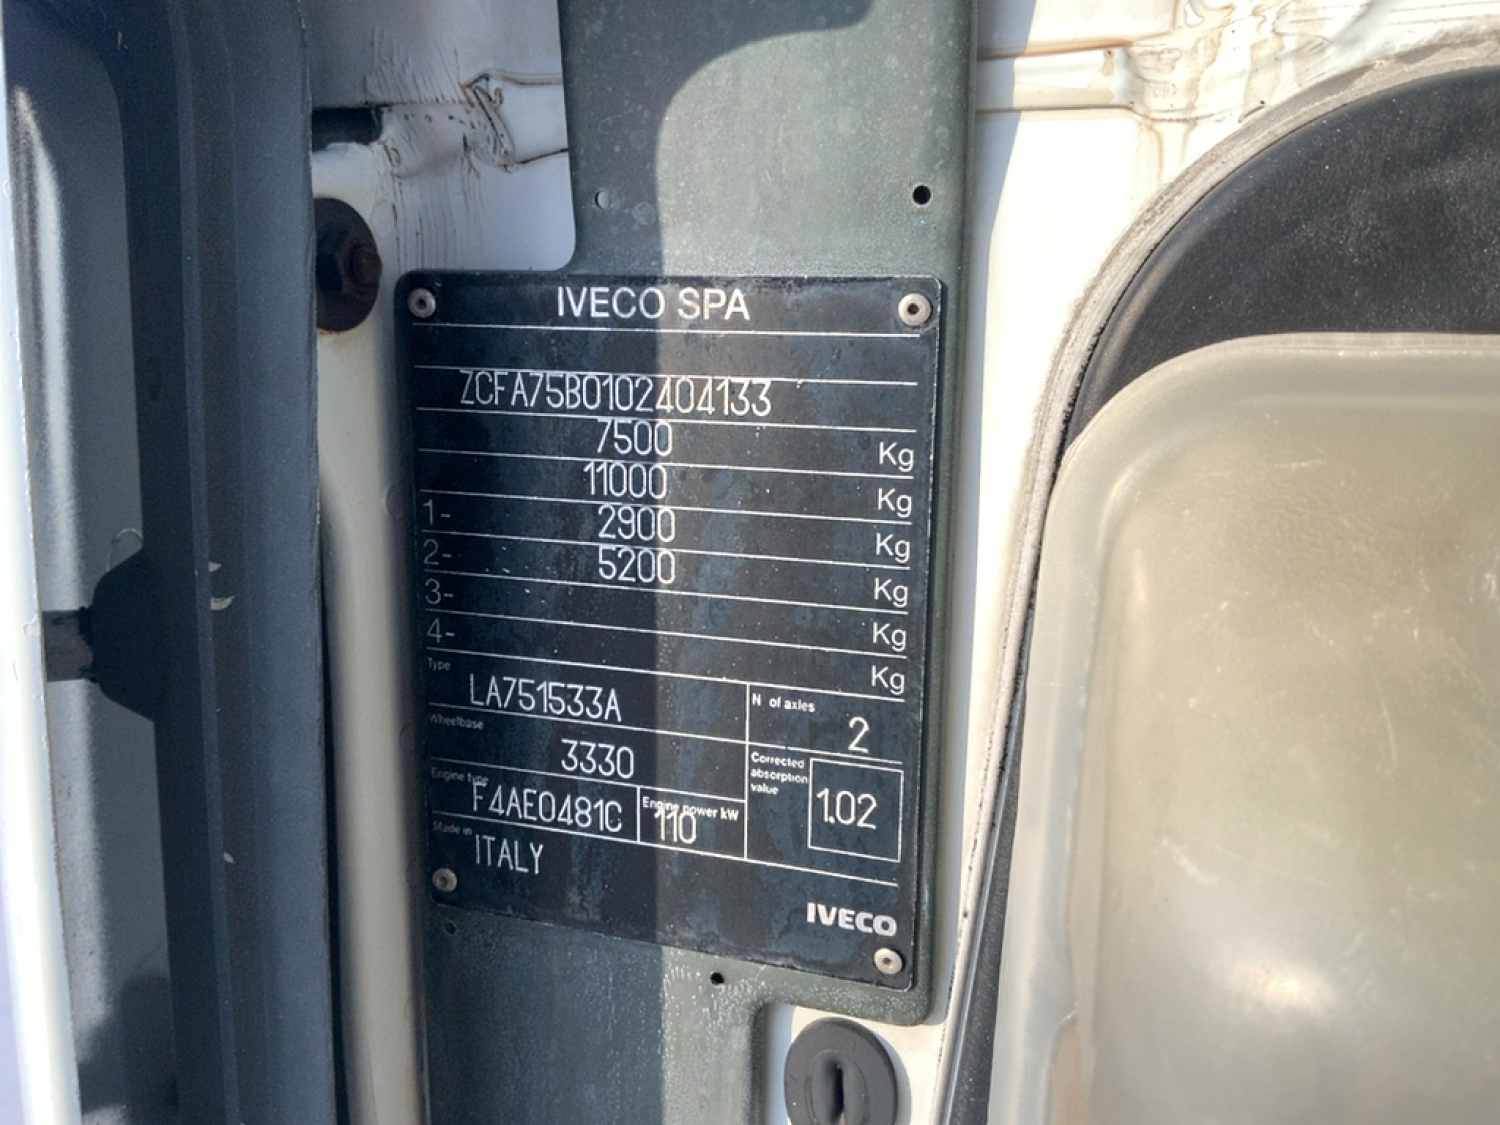 IVECO SPA
ZCFA75B0102404133
7500 Kg
11000 Kg
1- 2900 Kg
2- 5200 Kg
3- Kg
4- Kg
Type LA751533A
N of axles 2
Wheelbase 3330
Corrected absorption value 1.02
Engine type F4AE0481C
Engine power kW 110
Made in ITALY
IVECO